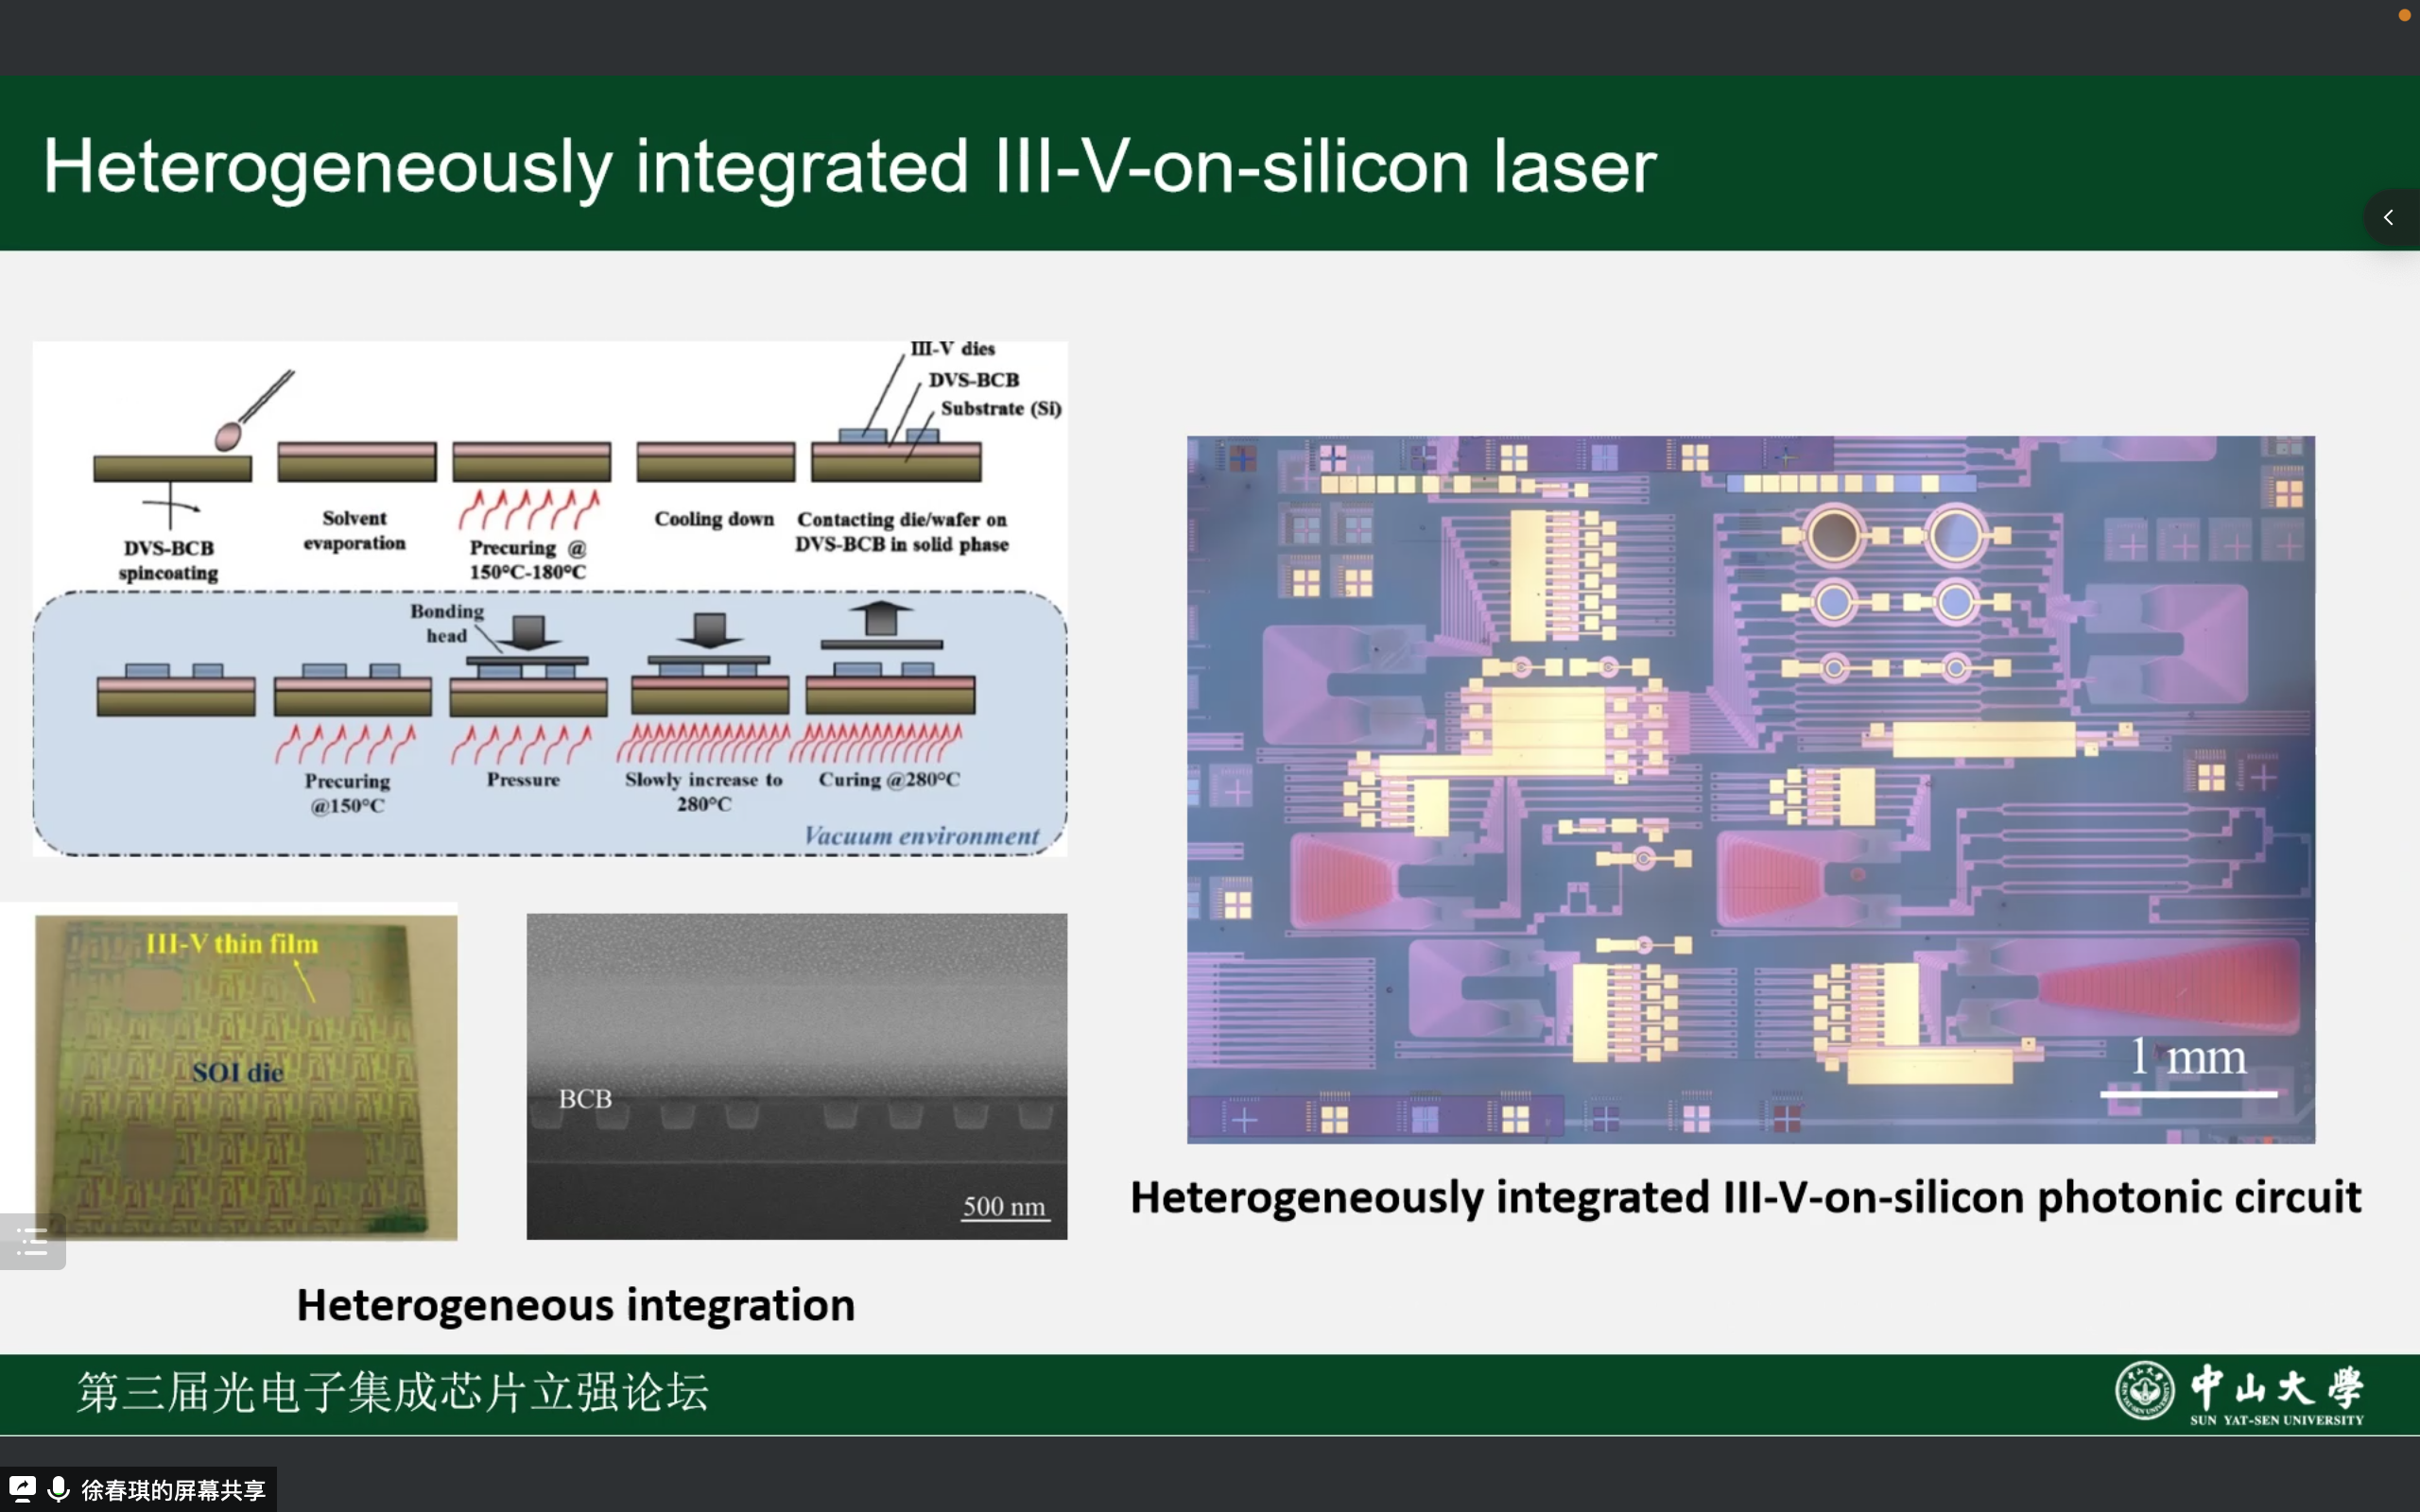 Heterogeneously integrated III-V-on-silicon laser
III-V dies
DVS-BCB
Substrate (Si)
DVS-BCB
spincoating
Solvent
evaporation
Precuring @
150°C-180°C
Cooling down
Contacting die/wafer on
DVS-BCB in solid phase
Bonding
head
Precuring
@150°C
Pressure
Slowly increase to
280°C
Curing @280°C
Vacuum environment
III-V thin film
SOI die
BCB
500 nm
Heterogeneous integration
1 mm
Heterogeneously integrated III-V-on-silicon photonic circuit
第三届光电子集成芯片立强论坛
中山大學
SUN YAT-SEN UNIVERSITY
徐春琪的屏幕共享